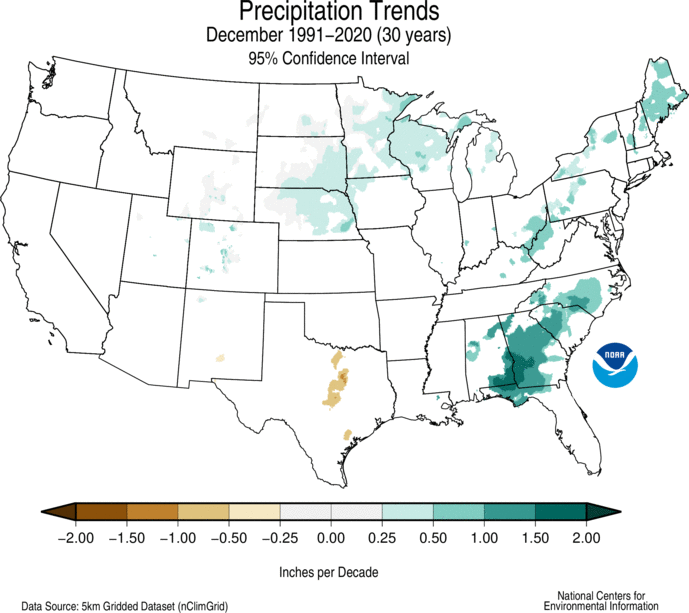 Precipitation Trends
December 1991–2020 (30 years)
95% Confidence Interval
NOAA
−2.00 −1.50 −1.00 −0.50 −0.25 0.00 0.25 0.50 1.00 1.50 2.00
Inches per Decade
National Centers for
Environmental Information
Data Source: 5km Gridded Dataset (nClimGrid)